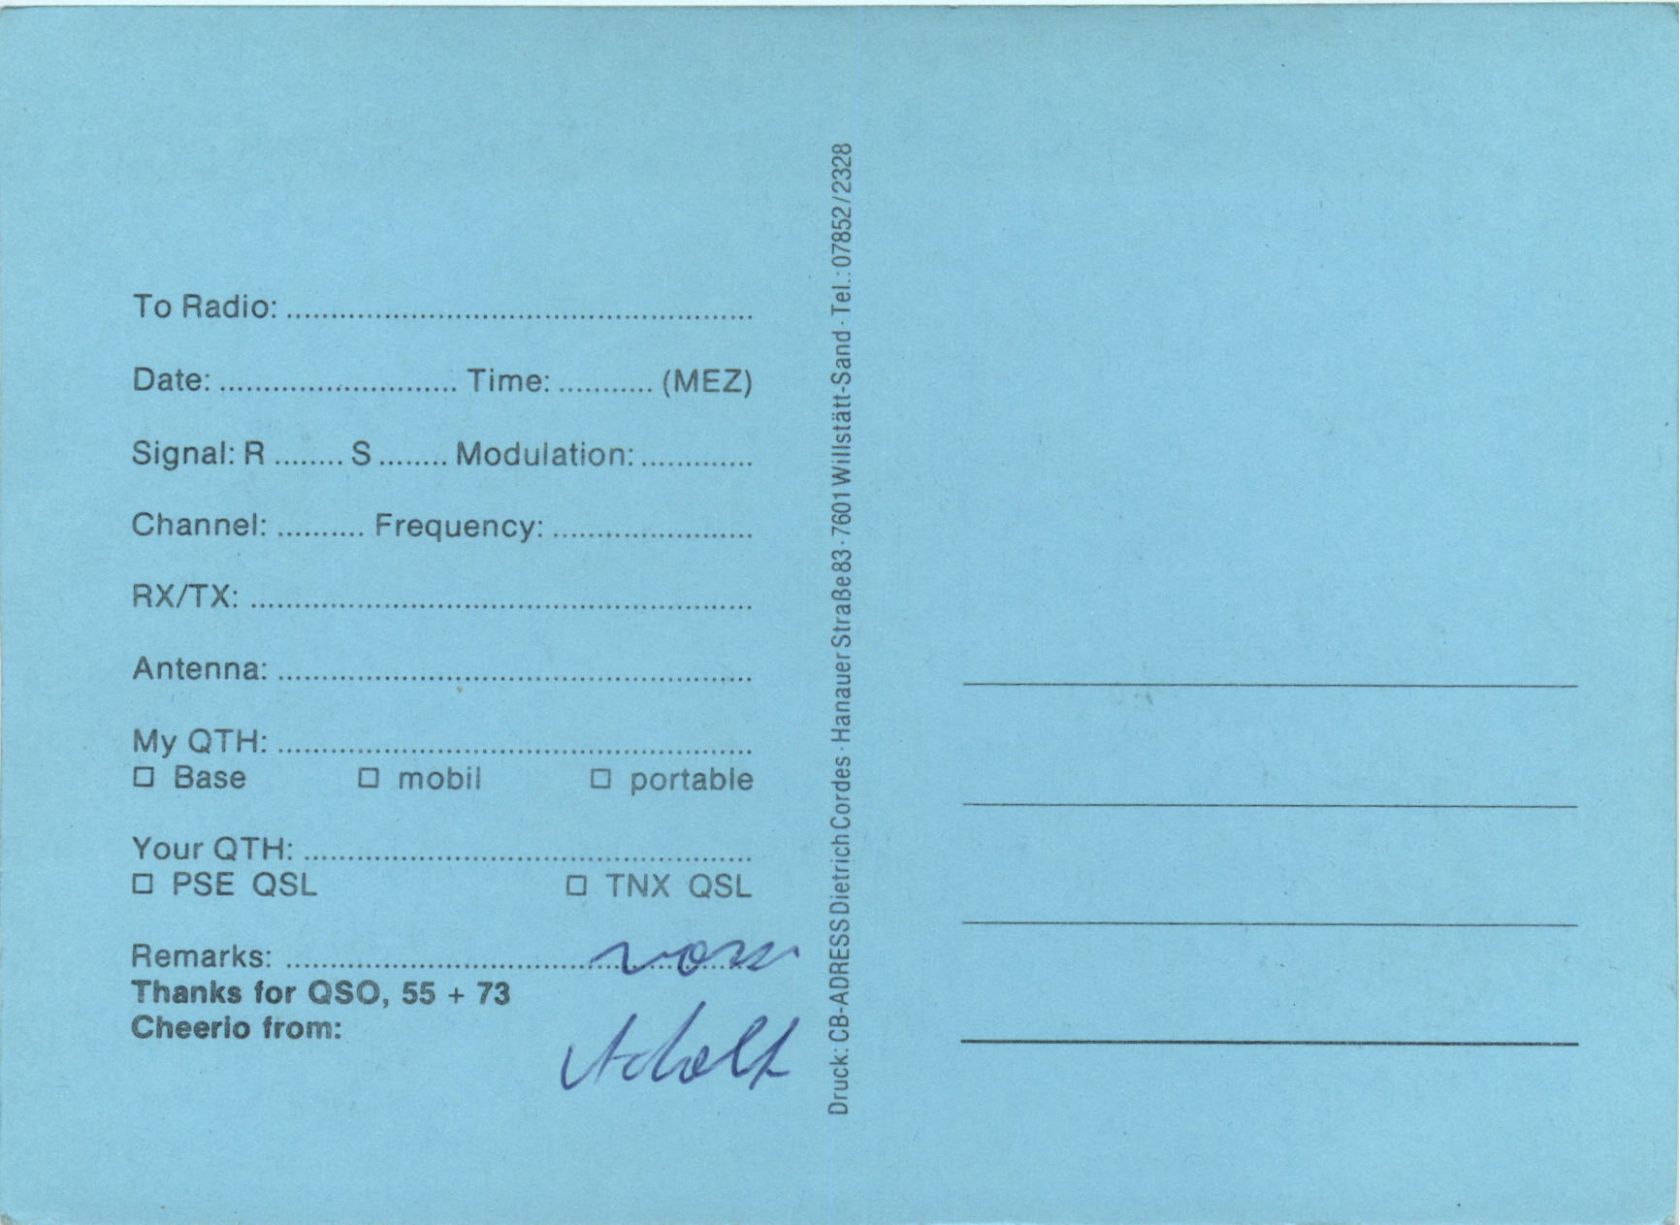 To Radio: ....................................................
Date: .......................... Time: ........... (MEZ)
Signal: R ........ S ........ Modulation: .............
Channel: .......... Frequency: .......................
RX/TX: ........................................................
Antenna: .....................................................
My QTH: .....................................................
☐ Base ☐ mobil ☐ portable
Your QTH: ..................................................
☐ PSE QSL ☐ TNX QSL
Remarks: ....................................................
Thanks for QSO, 55 + 73
Cheerio from:
Adolf
Druck: CB-ADRESS Dietrich Cordes · Hanauer Straße 83 · 7601 Willstätt-Sand · Tel.: 07852/2328